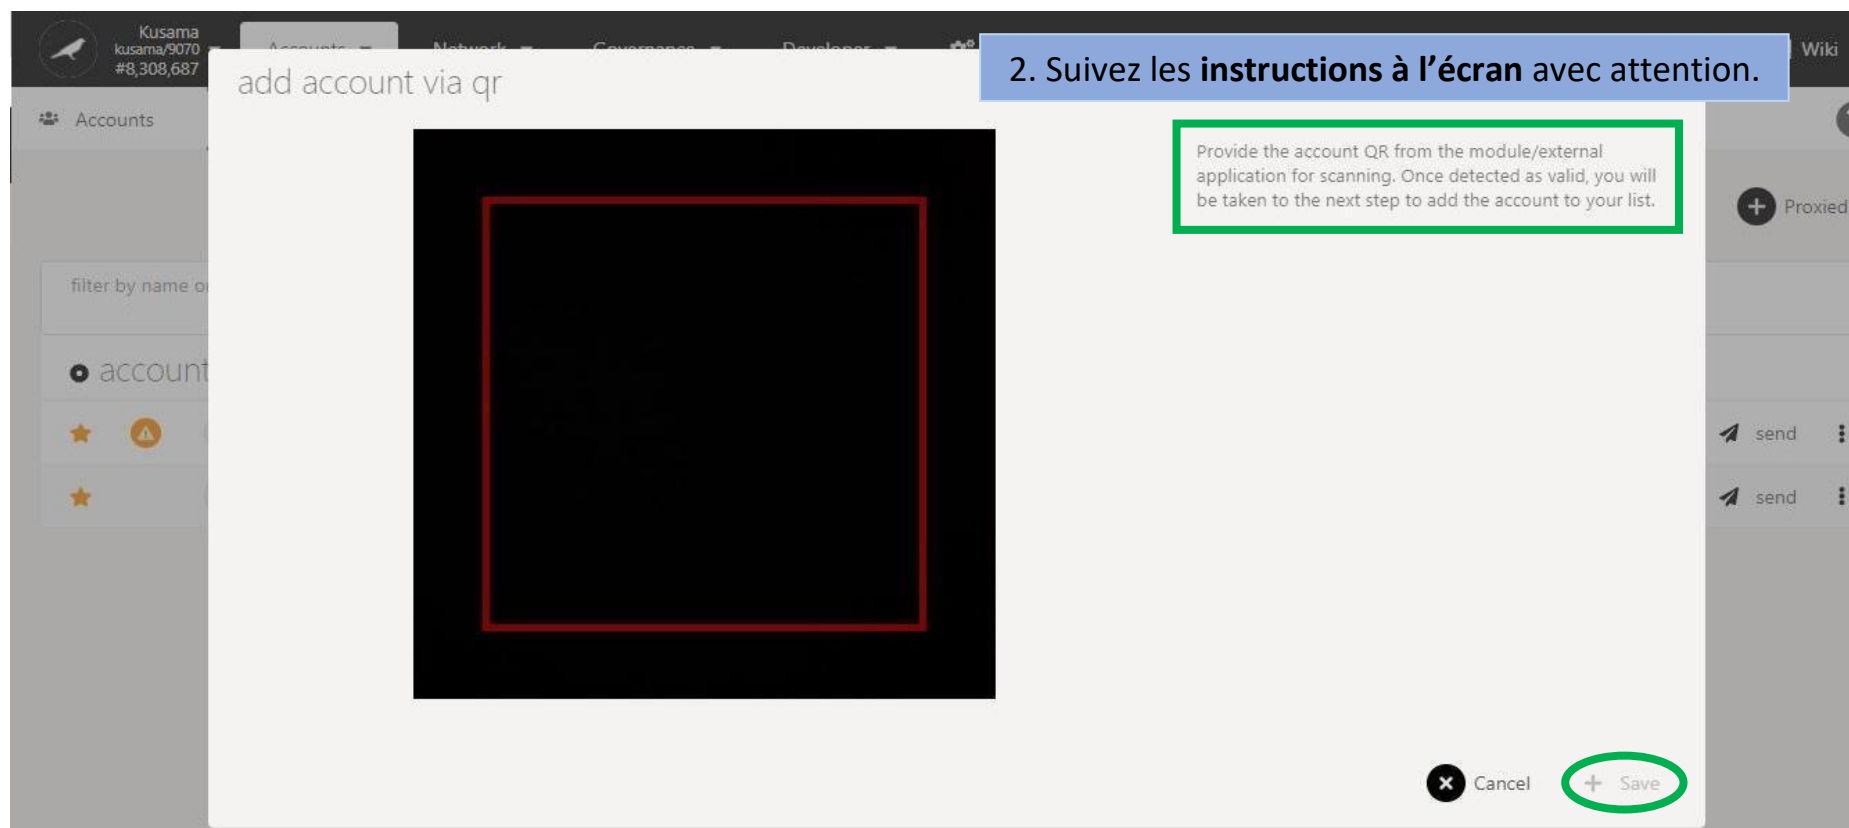 Kusama
kusama/9070
#8,308,687
Accounts
Network
Governance
Developer
Wiki
2. Suivez les instructions à l’écran avec attention.
add account via qr
Accounts
Provide the account QR from the module/external
application for scanning. Once detected as valid, you will
be taken to the next step to add the account to your list.
Proxied
filter by name
account
send
send
Cancel
Save